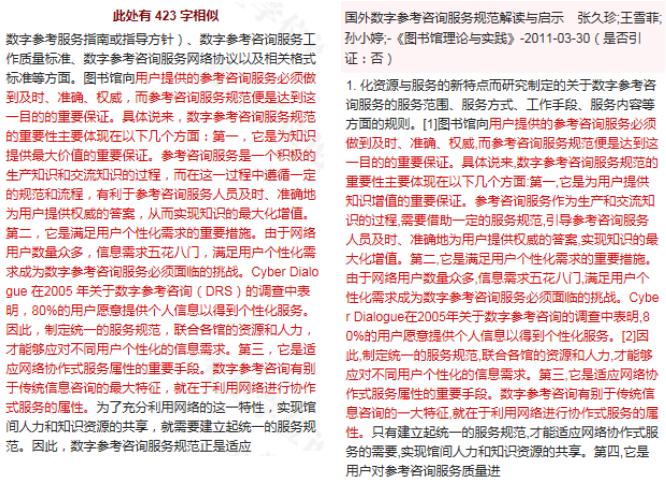 此处有 423 字相似
数字参考服务指南或指导方针）、数字参考咨询服务工
作质量标准、数字参考咨询服务网络协议以及相关格式
标准等方面。图书馆向用户提供的参考咨询服务必须做
到及时、准确、权威，而参考咨询服务规范便是达到这
一目的的重要保证。具体说来，数字参考咨询服务规范
的重要性主要体现在以下几个方面：第一，它是为知识
提供最大价值的重要保证。参考咨询服务是一个积极的
生产知识和交流知识的过程，而在这一过程中遵循一定
的规范和流程，有利于参考咨询服务人员及时、准确地
为用户提供权威的答案，从而实现知识的最大化增值。
第二，它是满足用户个性化需求的重要措施。由于网络
用户数量众多，信息需求五花八门，满足用户个性化需
求成为数字参考咨询服务必须面临的挑战。Cyber Dialo
gue 在2005 年关于数字参考咨询（DRS）的调查中表
明，80%的用户愿意提供个人信息以得到个性化服务。
因此，制定统一的服务规范，联合各馆的资源和人力，
才能够应对不同用户个性化的信息需求。第三，它是适
应网络协作式服务属性的重要手段。数字参考咨询有别
于传统信息咨询的最大特征，就在于利用网络进行协作
式服务的属性。为了充分利用网络的这一特性，实现馆
间人力和知识资源的共享，就需要建立起统一的服务规
范。因此，数字参考咨询服务规范正是适应
国外数字参考咨询服务规范解读与启示 张久珍;王雪菲;
孙小婷;-《图书馆理论与实践》-2011-03-30（是否引
证：否）
1. 化资源与服务的新特点而研究制定的关于数字参考咨
询服务的服务范围、服务方式、工作手段、服务内容等
方面的规则。[1]图书馆向用户提供的参考咨询服务必须
做到及时、准确、权威,而参考咨询服务规范便是达到这
一目的的重要保证。具体说来,数字参考咨询服务规范的
重要性主要体现在以下几个方面:第一,它是为用户提供
知识增值的重要保证。参考咨询服务作为生产和交流知
识的过程,需要借助一定的服务规范,引导参考咨询服务
人员及时、准确地为用户提供权威的答案,实现知识的最
大化增值。第二,它是满足用户个性化需求的重要措施。
由于网络用户数量众多,信息需求五花八门,满足用户个
性化需求成为数字参考咨询服务必须面临的挑战。Cybe
r Dialogue在2005年关于数字参考咨询的调查中表明,8
0%的用户愿意提供个人信息以得到个性化服务。[2]因
此,制定统一的服务规范,联合各馆的资源和人力,才能够
应对不同用户个性化的信息需求。第三,它是适应网络协
作式服务属性的重要手段。数字参考咨询有别于传统信
息咨询的一大特征,就在于利用网络进行协作式服务的属
性。只有建立起统一的服务规范,才能适应网络协作式服
务的需要,实现馆间人力和知识资源的共享。第四,它是
用户对参考咨询服务质量进